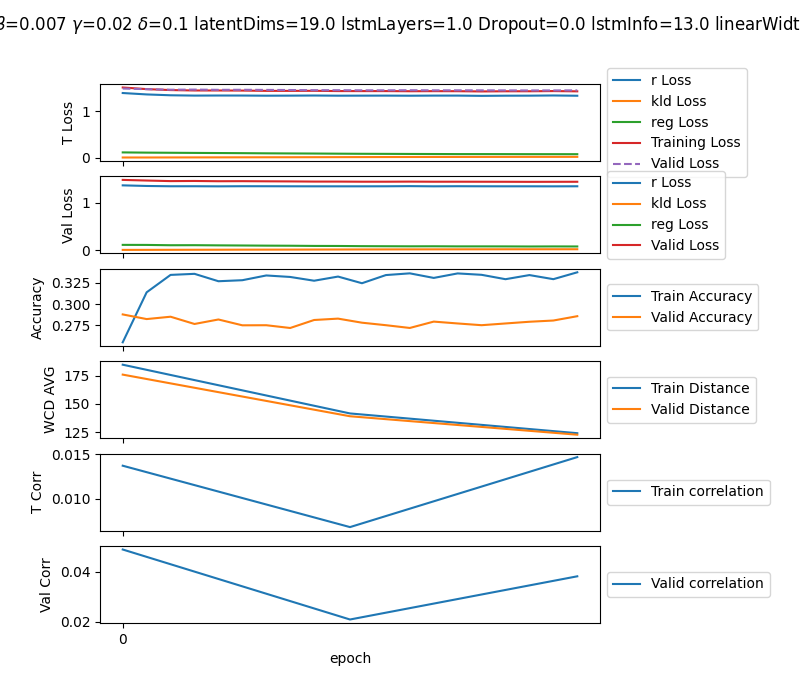 =0.007 γ=0.02 δ=0.1 latentDims=19.0 lstmLayers=1.0 Dropout=0.0 lstmInfo=13.0 linearWidt
T Loss
1
0
r Loss
kld Loss
reg Loss
Training Loss
Valid Loss
Val Loss
1
0
r Loss
kld Loss
reg Loss
Valid Loss
Accuracy
0.325
0.300
0.275
Train Accuracy
Valid Accuracy
WCD AVG
175
150
125
Train Distance
Valid Distance
T Corr
0.015
0.010
Train correlation
Val Corr
0.04
0.02
Valid correlation
0
epoch